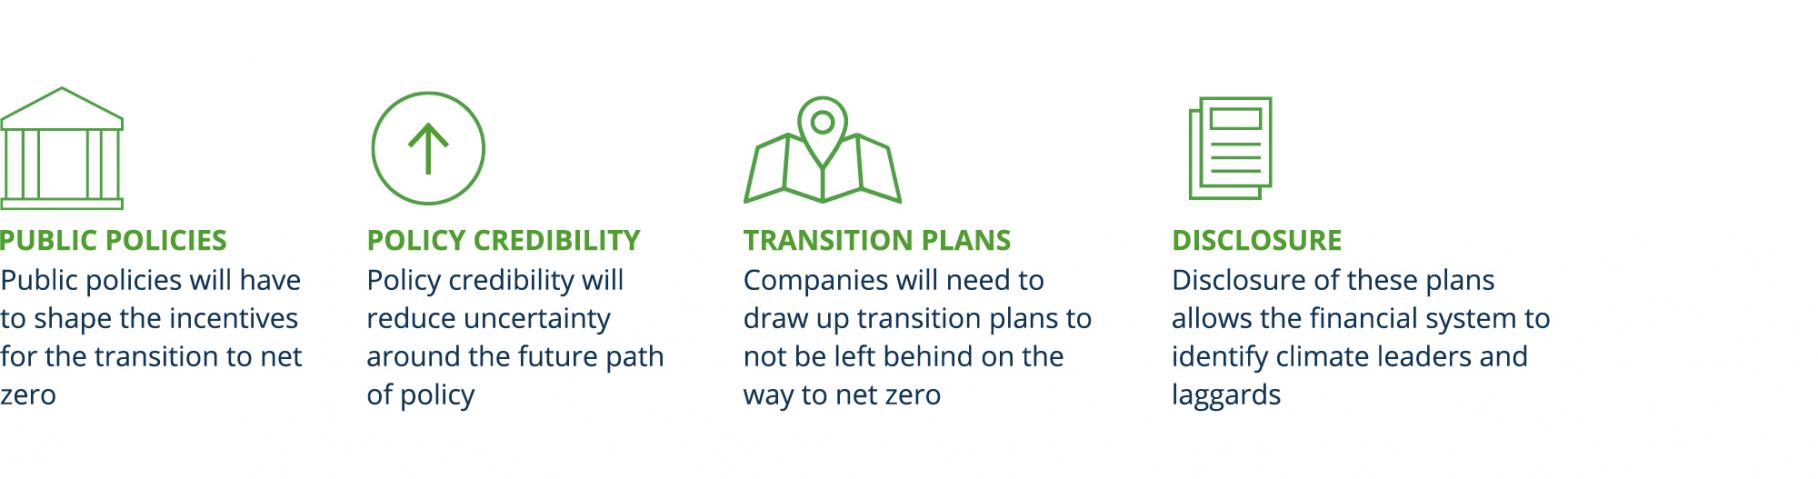 PUBLIC POLICIES
Public policies will have
to shape the incentives
for the transition to net
zero
POLICY CREDIBILITY
Policy credibility will
reduce uncertainty
around the future path
of policy
TRANSITION PLANS
Companies will need to
draw up transition plans to
not be left behind on the
way to net zero
DISCLOSURE
Disclosure of these plans
allows the financial system to
identify climate leaders and
laggards